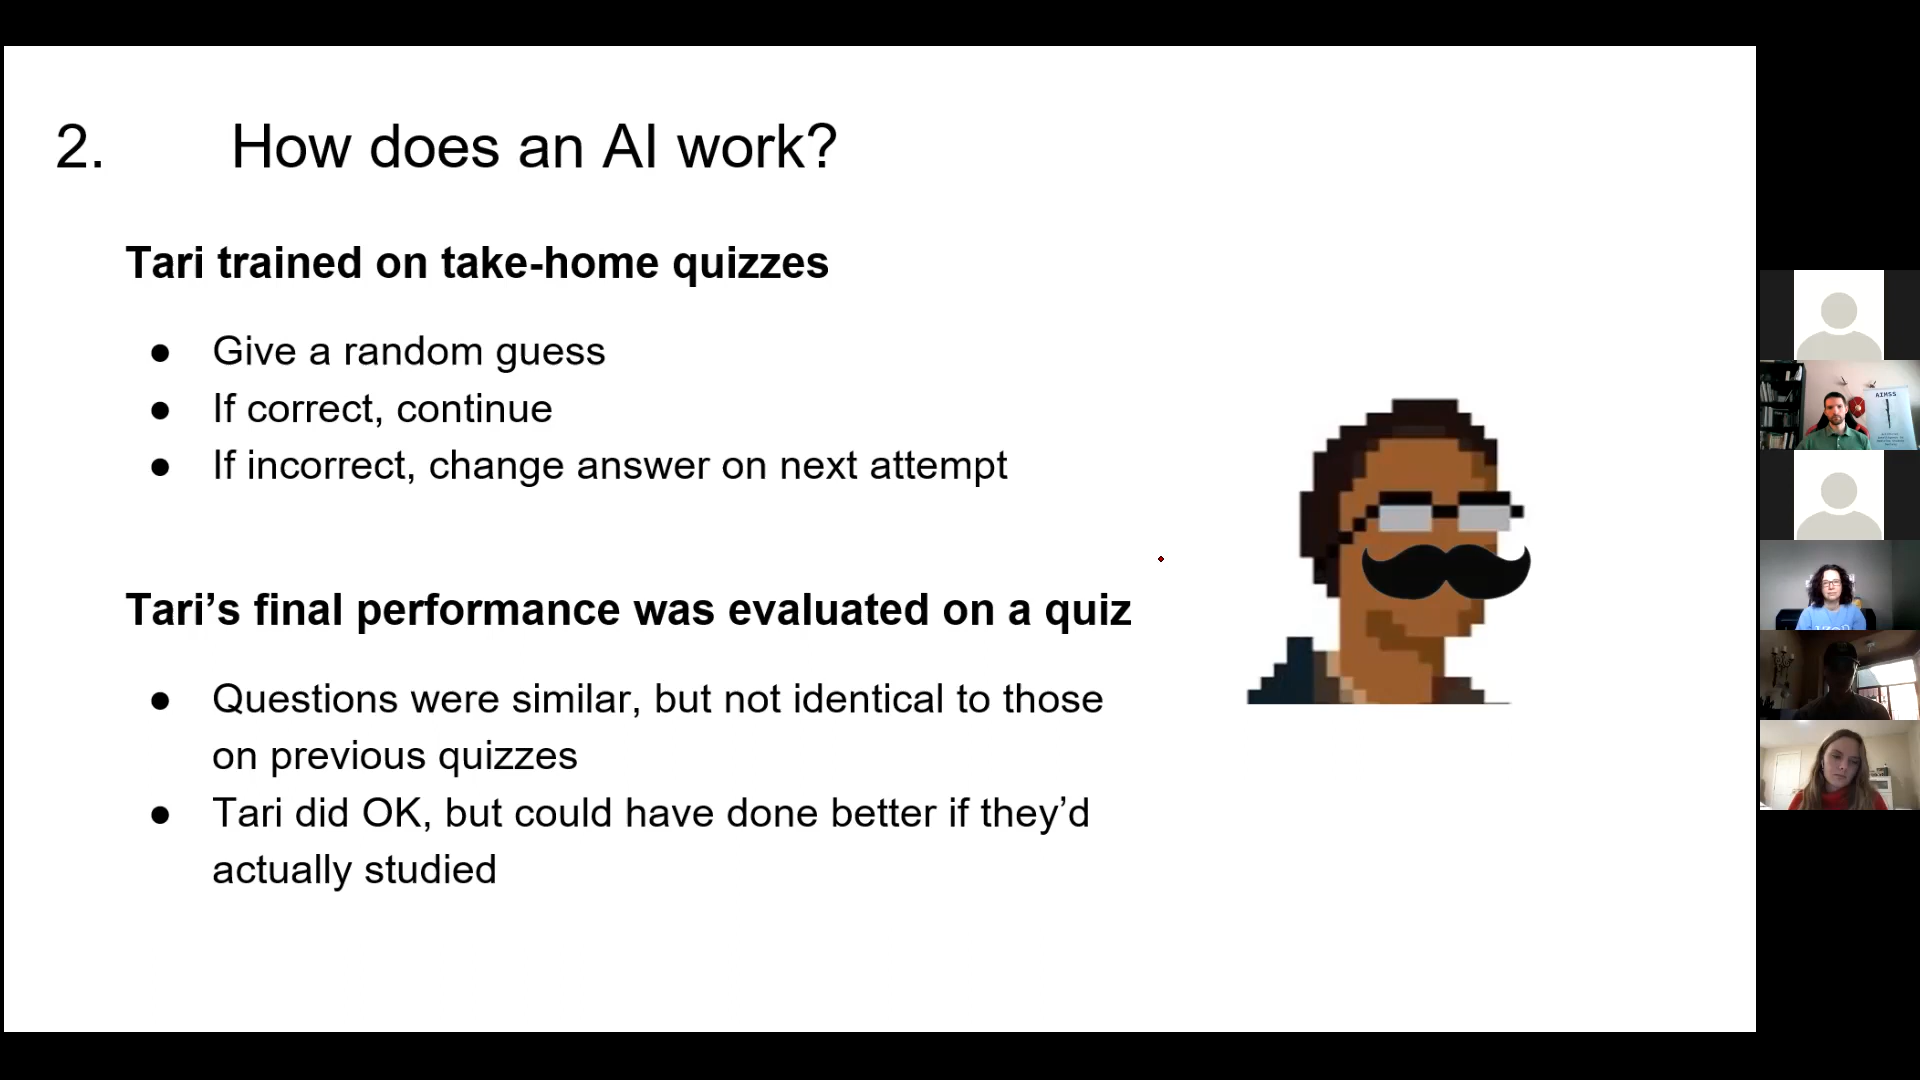 2. How does an AI work?
Tari trained on take-home quizzes
● Give a random guess
● If correct, continue
● If incorrect, change answer on next attempt
Tari’s final performance was evaluated on a quiz
● Questions were similar, but not identical to those
on previous quizzes
● Tari did OK, but could have done better if they’d
actually studied
AIMSS